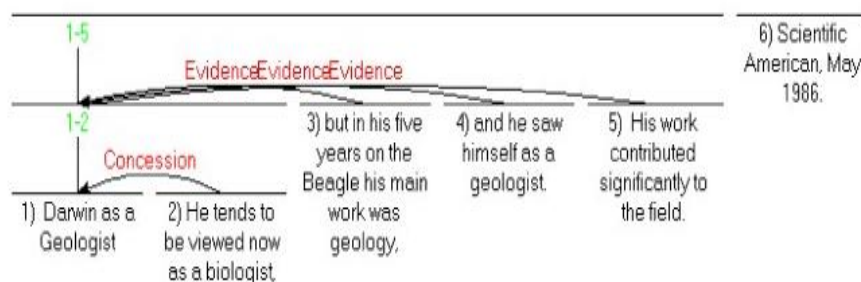 1-5
6) Scientific
American, May
1986.
EvidenceEvidenceEvidence
1-2
3) but in his five
years on the
Beagle his main
work was
geology,
4) and he saw
himself as a
geologist.
5) His work
contributed
significantly to
the field.
Concession
1) Darwin as a
Geologist
2) He tends to
be viewed now
as a biologist,